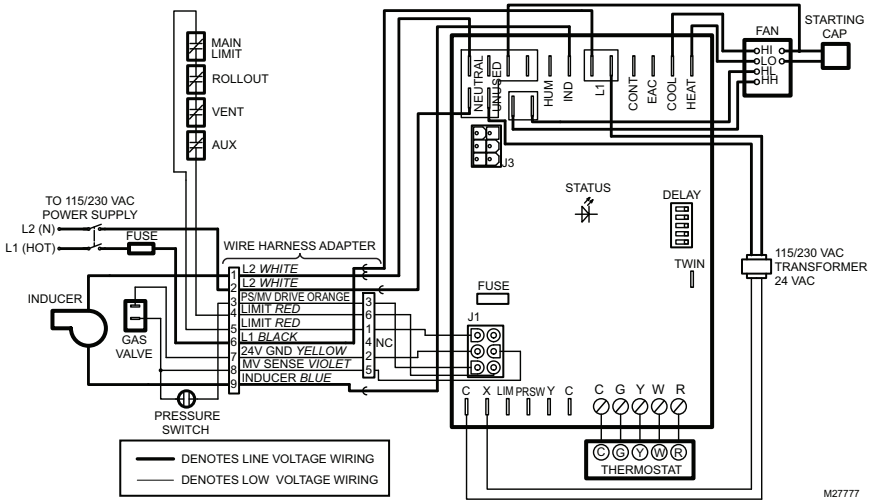 MAIN
LIMIT
ROLLOUT
VENT
AUX
TO 115/230 VAC
POWER SUPPLY
L2 (N)
L1 (HOT)
FUSE
WIRE HARNESS ADAPTER
1 L2 WHITE
2 L2 WHITE
3 PS/MV DRIVE ORANGE 3
4 LIMIT RED 6
5 LIMIT RED 1
6 L1 BLACK 4 NC
7 24V GND YELLOW 2
8 MV SENSE VIOLET 5
9 INDUCER BLUE
INDUCER
GAS
VALVE
PRESSURE
SWITCH
DENOTES LINE VOLTAGE WIRING
DENOTES LOW VOLTAGE WIRING
NEUTRAL
UNUSED
HUM
IND
L1
CONT
EAC
COOL
HEAT
FAN
HI
LO
HL
HH
STARTING
CAP
J3
STATUS
DELAY
TWIN
FUSE
J1
C X LIM PRSW Y C
C G Y W R
C G Y W R
THERMOSTAT
115/230 VAC
TRANSFORMER
24 VAC
M27777